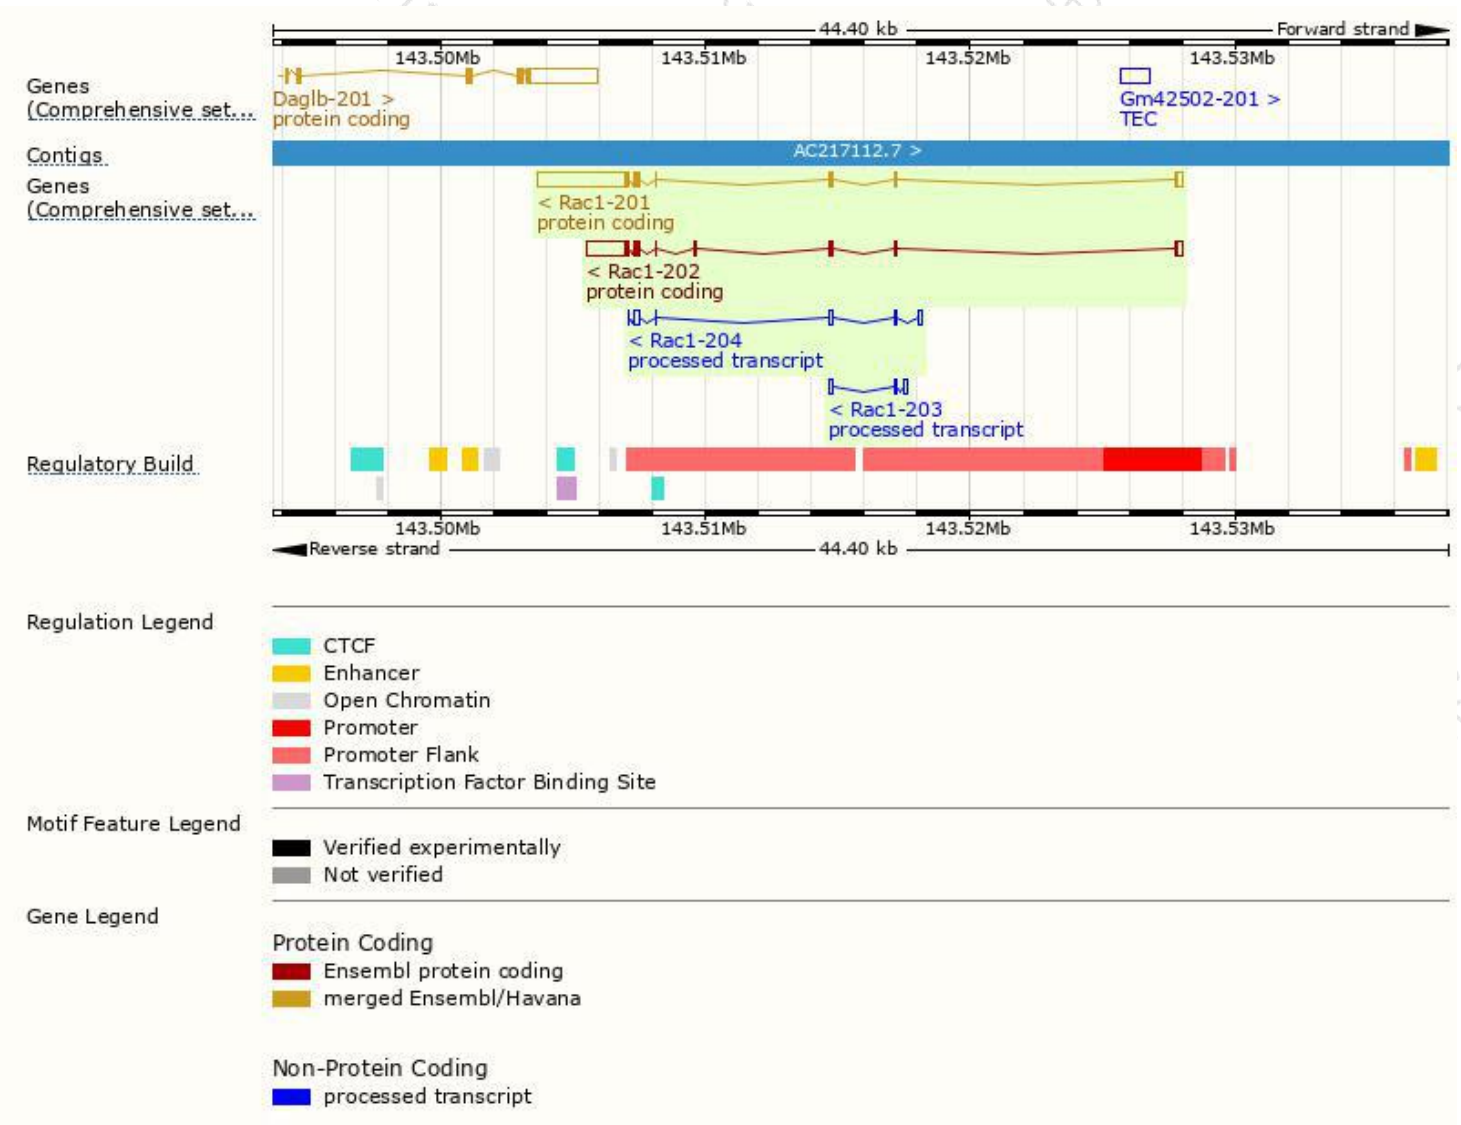 44.40 kb Forward strand
143.50Mb 143.51Mb 143.52Mb 143.53Mb
Genes
(Comprehensive set...
Daglb-201 >
protein coding
Gm42502-201 >
TEC
Contigs
AC217112.7 >
Genes
(Comprehensive set...
< Rac1-201
protein coding
< Rac1-202
protein coding
< Rac1-204
processed transcript
< Rac1-203
processed transcript
Regulatory Build
143.50Mb 143.51Mb 143.52Mb 143.53Mb
Reverse strand 44.40 kb
Regulation Legend
CTCF
Enhancer
Open Chromatin
Promoter
Promoter Flank
Transcription Factor Binding Site
Motif Feature Legend
Verified experimentally
Not verified
Gene Legend
Protein Coding
Ensembl protein coding
merged Ensembl/Havana
Non-Protein Coding
processed transcript